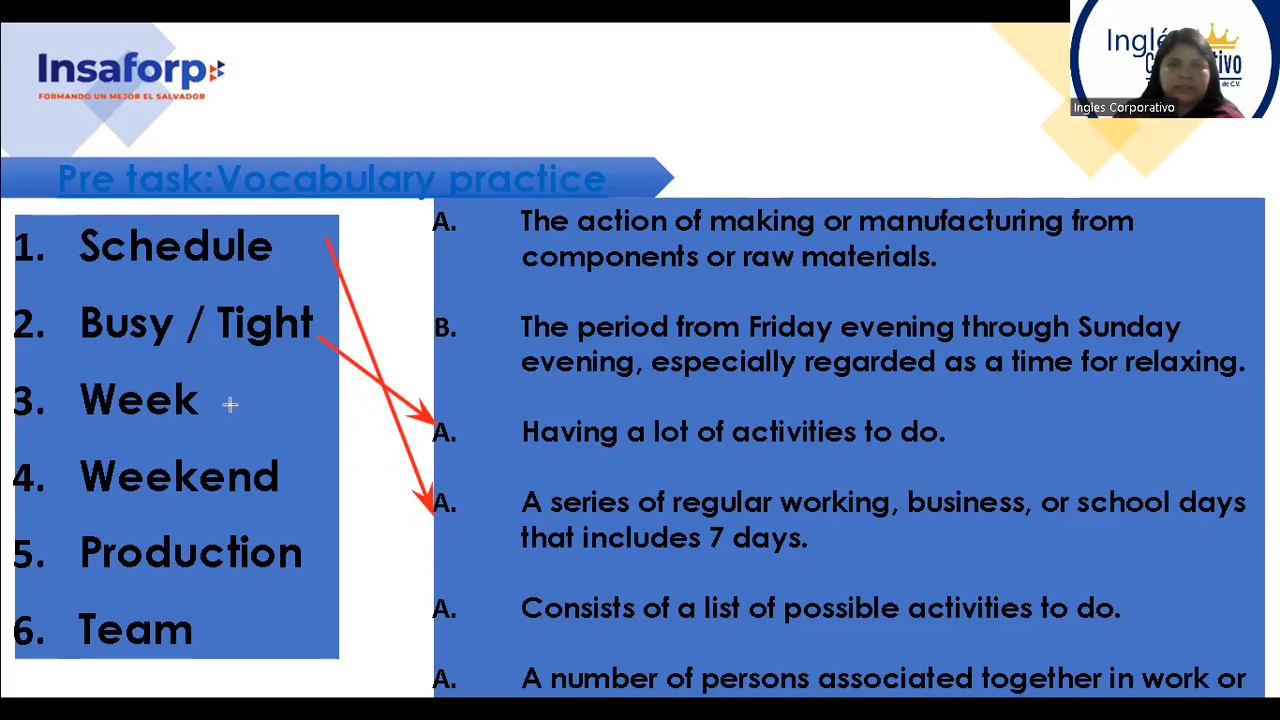 Insaforp
FORMANDO UN MEJOR EL SALVADOR
Ingles Corporativo
Pre task:Vocabulary practice
1. Schedule
2. Busy / Tight
3. Week
4. Weekend
5. Production
6. Team
A. The action of making or manufacturing from
components or raw materials.
B. The period from Friday evening through Sunday
evening, especially regarded as a time for relaxing.
A. Having a lot of activities to do.
A. A series of regular working, business, or school days
that includes 7 days.
A. Consists of a list of possible activities to do.
A. A number of persons associated together in work or